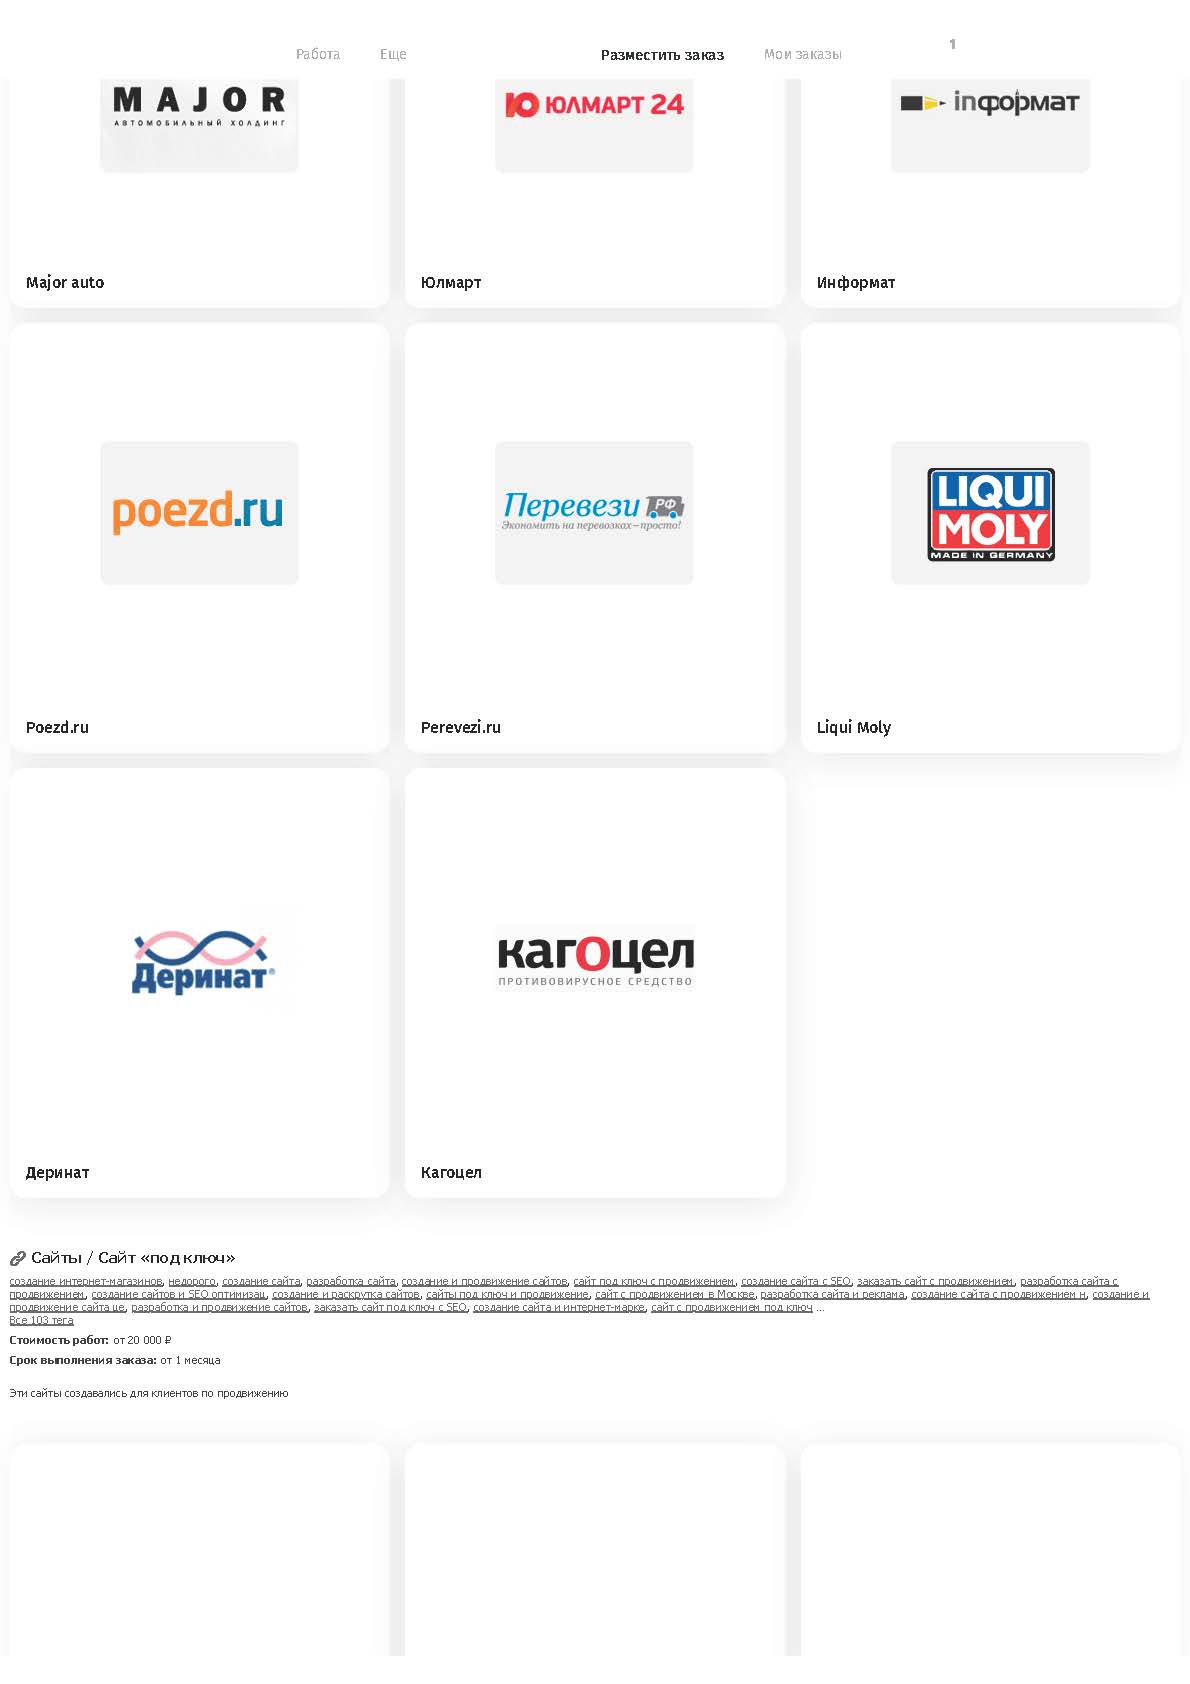 Работа Еще Разместить заказ Мои заказы 1
MAJOR
АВТОМОБИЛЬНЫЙ ХОЛДИНГ
Ю ЮЛМАРТ 24
inформат
Major auto
Юлмарт
Информат
poezd.ru
Перевези РФ
Экономить на перевозках–просто!
LIQUI
MOLY
MADE IN GERMANY
Poezd.ru
Perevezi.ru
Liqui Moly
Деринат®
кагОцел
ПРОТИВОВИРУСНОЕ СРЕДСТВО
Деринат
Кагоцел
Сайты / Сайт «под ключ»
создание интернет-магазинов, недорого, создание сайта, разработка сайта, создание и продвижение сайтов, сайт под ключ с продвижением, создание сайта с SEO, заказать сайт с продвижением, разработка сайта с
продвижением, создание сайтов и SEO оптимизац, создание и раскрутка сайтов, сайты под ключ и продвижение, сайт с продвижением в Москве, разработка сайта и реклама, создание сайта с продвижением н, создание и
продвижение сайта це, разработка и продвижение сайтов, заказать сайт под ключ с SEO, создание сайта и интернет-марке, сайт с продвижением под ключ ...
Все 103 тега
Стоимость работ: от 20 000 ₽
Срок выполнения заказа: от 1 месяца
Эти сайты создавались для клиентов по продвижению